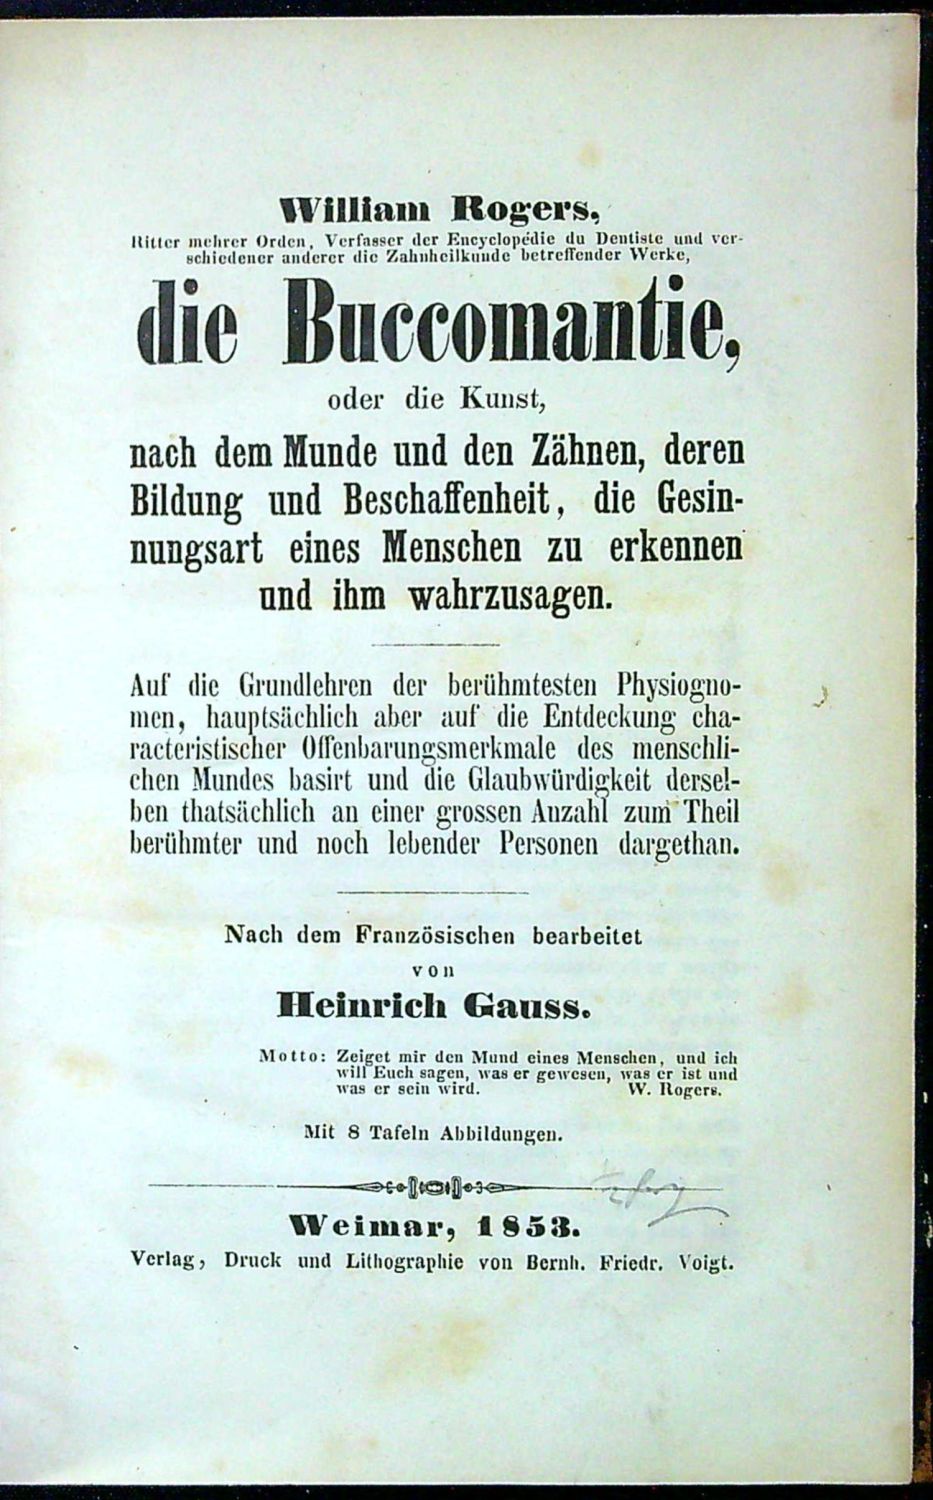 William Rogers,
Ritter mehrer Orden, Verfasser der Encyclopédie du Dentiste und ver-
schiedener anderer die Zahnheilkunde betreffender Werke,
die Buccomantie,
oder die Kunst,
nach dem Munde und den Zähnen, deren
Bildung und Beschaffenheit, die Gesin-
nungsart eines Menschen zu erkennen
und ihm wahrzusagen.
Auf die Grundlehren der berühmtesten Physiogno-
men, hauptsächlich aber auf die Entdeckung cha-
racteristischer Offenbarungsmerkmale des menschli-
chen Mundes basirt und die Glaubwürdigkeit dersel-
ben thatsächlich an einer grossen Anzahl zum Theil
berühmter und noch lebender Personen dargethan.
Nach dem Französischen bearbeitet
von
Heinrich Gauss.
Motto: Zeiget mir den Mund eines Menschen, und ich
will Euch sagen, was er gewesen, was er ist und
was er sein wird. W. Rogers.
Mit 8 Tafeln Abbildungen.
Weimar, 1853.
Verlag, Druck und Lithographie von Bernh. Friedr. Voigt.